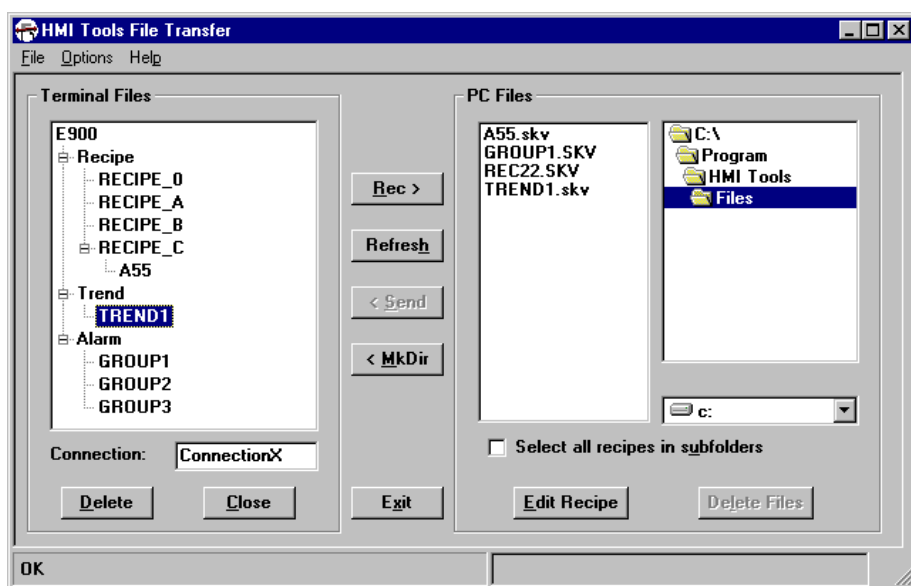 HMI Tools File Transfer
File Options Help
Terminal Files
E900
Recipe
RECIPE_0
RECIPE_A
RECIPE_B
RECIPE_C
A55
Trend
TREND1
Alarm
GROUP1
GROUP2
GROUP3
Connection: ConnectionX
Delete Close
Rec >
Refresh
< Send
< MkDir
Exit
PC Files
A55.skv
GROUP1.SKV
REC22.SKV
TREND1.skv
C:\
Program
HMI Tools
Files
c:
Select all recipes in subfolders
Edit Recipe Delete Files
OK